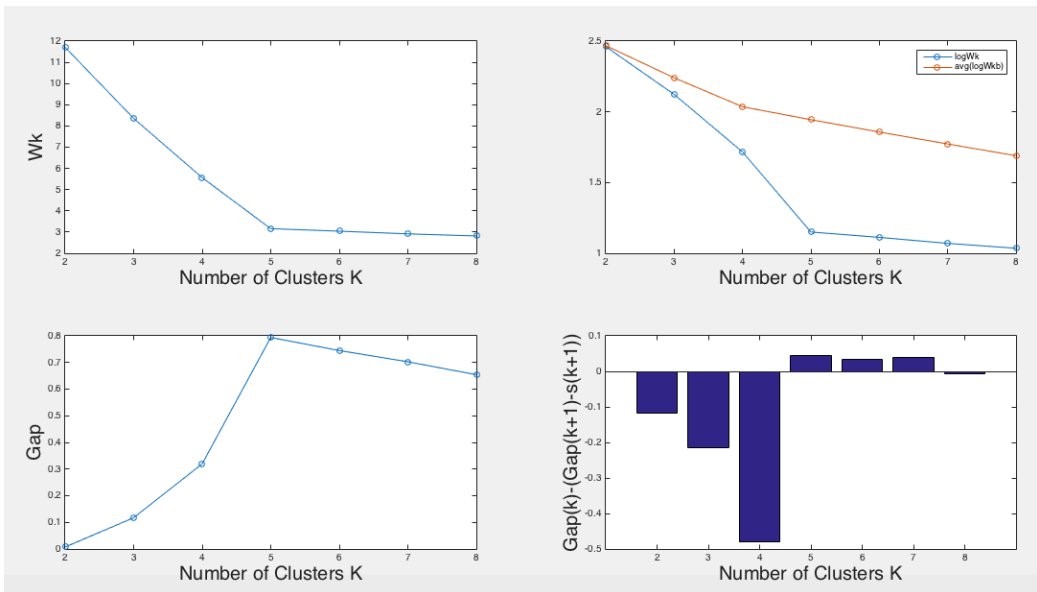 12
11
10
9
8
7
6
5
4
3
2
Wk
2 3 4 5 6 7 8
Number of Clusters K
2.5
2
1.5
1
logWk
avg(logWkb)
2 3 4 5 6 7 8
Number of Clusters K
0.8
0.7
0.6
0.5
0.4
0.3
0.2
0.1
0
Gap
2 3 4 5 6 7 8
Number of Clusters K
0.1
0
-0.1
-0.2
-0.3
-0.4
-0.5
Gap(k)-(Gap(k+1)-s(k+1))
2 3 4 5 6 7 8
Number of Clusters K